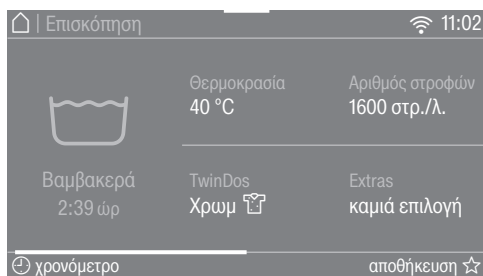 | Επισκόπηση 11:02
Θερμοκρασία
40 °C
Αριθμός στροφών
1600 στρ./λ.
Βαμβακερά
2:39 ώρ
TwinDos
Χρωμ
Extras
καμιά επιλογή
χρονόμετρο
αποθήκευση